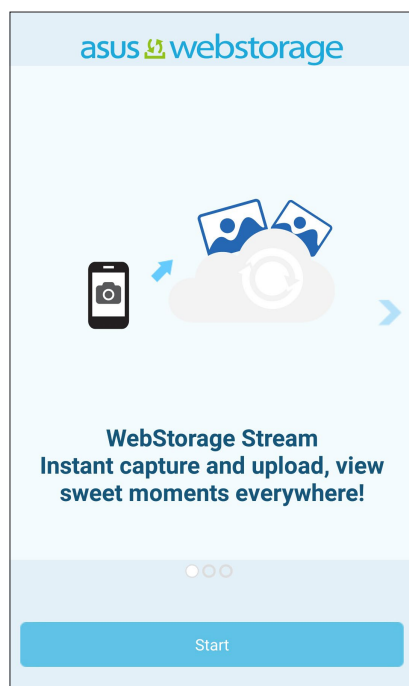 asus webstorage
WebStorage Stream
Instant capture and upload, view
sweet moments everywhere!
Start